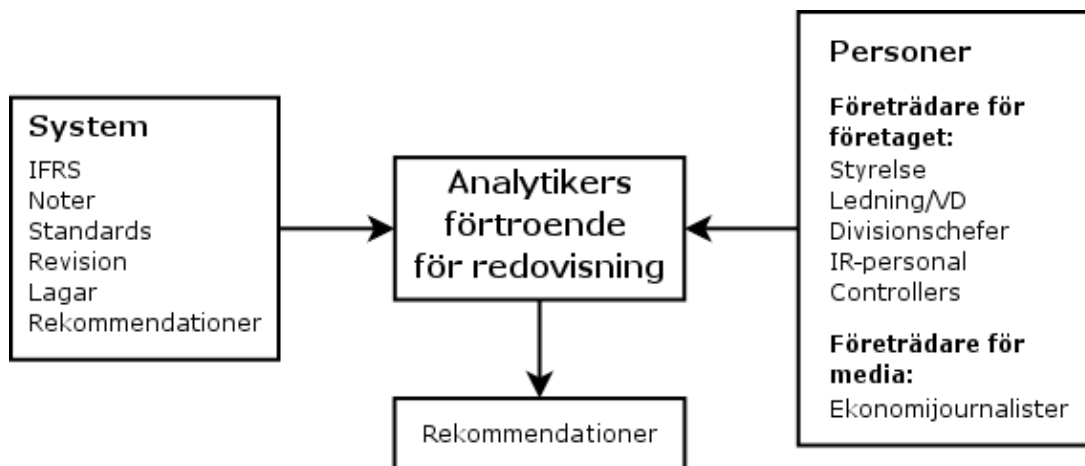 System
IFRS
Noter
Standards
Revision
Lagar
Rekommendationer
Analytikers
förtroende
för redovisning
Rekommendationer
Personer
Företrädare för
företaget:
Styrelse
Ledning/VD
Divisionschefer
IR-personal
Controllers
Företrädare för
media:
Ekonomijournalister